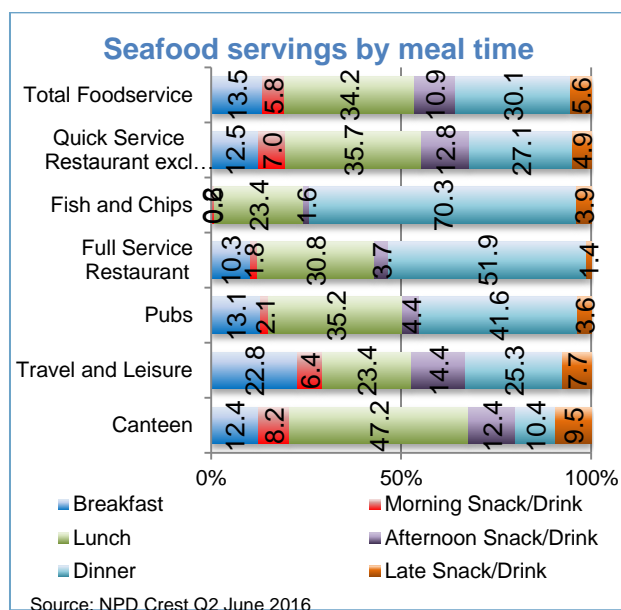 Seafood servings by meal time
Total Foodservice
13.5 5.8 34.2 10.9 30.1 5.6
Quick Service
Restaurant excl...
12.5 7.0 35.7 12.8 27.1 4.9
Fish and Chips
23.4 1.6 70.3 3.9
Full Service
Restaurant
10.3 1.8 30.8 3.7 51.9 1.4
Pubs
13.1 2.1 35.2 4.4 41.6 3.6
Travel and Leisure
22.8 6.4 23.4 14.4 25.3 7.7
Canteen
12.4 8.2 47.2 12.4 10.4 9.5
0% 50% 100%
Breakfast Morning Snack/Drink
Lunch Afternoon Snack/Drink
Dinner Late Snack/Drink
Source: NPD Crest Q2 June 2016